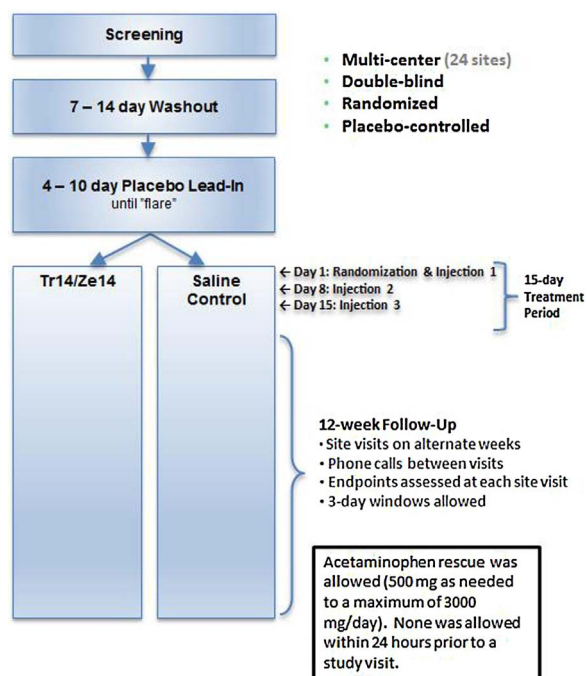 Screening
• Multi-center (24 sites)
• Double-blind
• Randomized
• Placebo-controlled
7 – 14 day Washout
4 – 10 day Placebo Lead-In
until "flare"
Tr14/Ze14
Saline
Control
← Day 1: Randomization & Injection 1
← Day 8: Injection 2
← Day 15: Injection 3
15-day
Treatment
Period
12-week Follow-Up
• Site visits on alternate weeks
• Phone calls between visits
• Endpoints assessed at each site visit
• 3-day windows allowed
Acetaminophen rescue was
allowed (500 mg as needed
to a maximum of 3000
mg/day). None was allowed
within 24 hours prior to a
study visit.